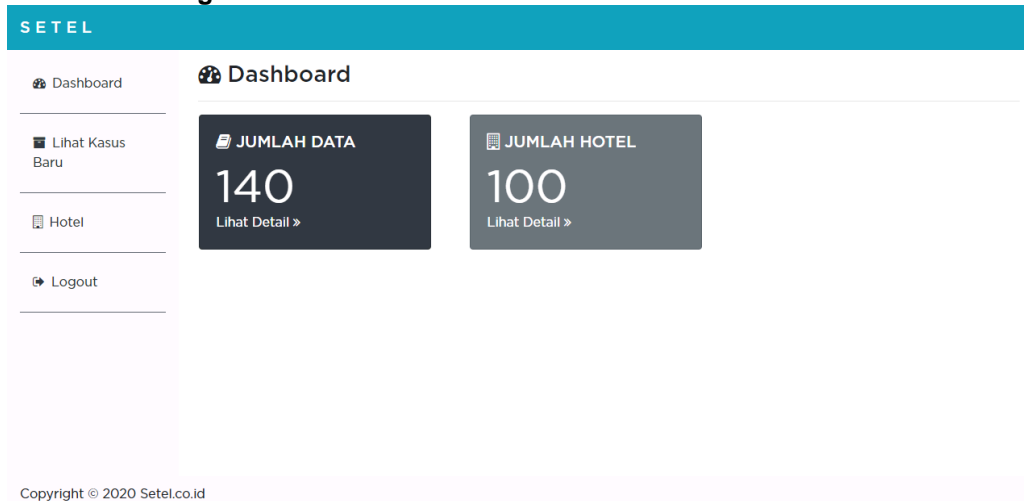 SETEL
Dashboard
Lihat Kasus
Baru
Hotel
Logout
Dashboard
JUMLAH DATA
140
Lihat Detail »
JUMLAH HOTEL
100
Lihat Detail »
Copyright © 2020 Setel.co.id